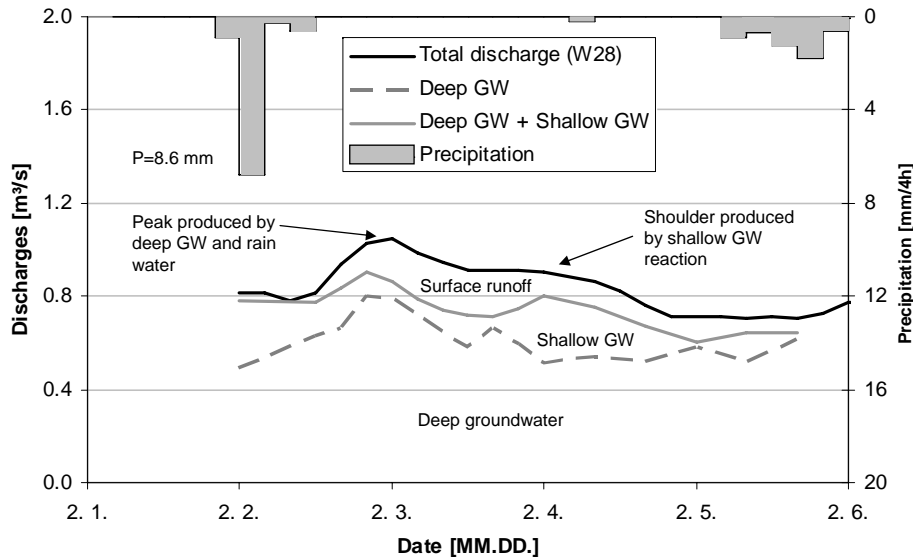 2.0
1.6
1.2
0.8
0.4
0.0
Discharges [m³/s]
0
4
8
12
16
20
Precipitation [mm/4h]
Total discharge (W28)
Deep GW
Deep GW + Shallow GW
Precipitation
P=8.6 mm
Peak produced by
deep GW and rain
water
Shoulder produced
by shallow GW
reaction
Surface runoff
Shallow GW
Deep groundwater
2. 1.
2. 2.
2. 3.
2. 4.
2. 5.
2. 6.
Date [MM.DD.]